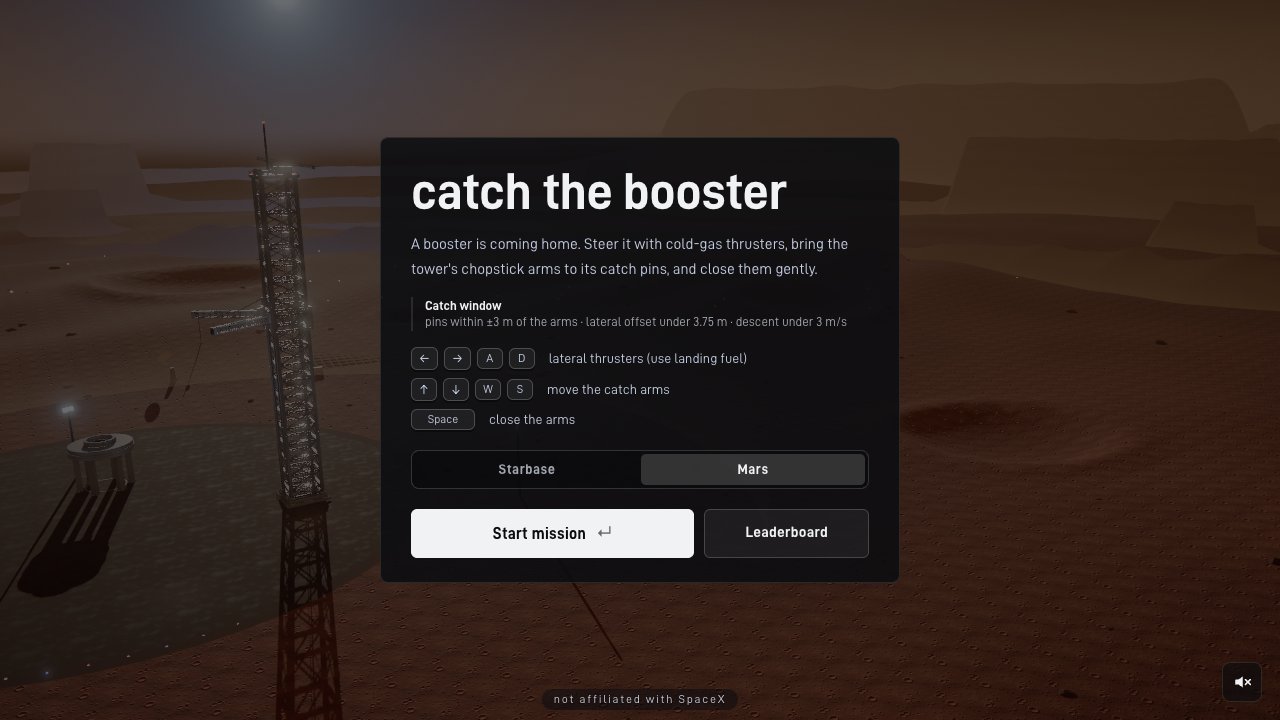 catch the booster
A booster is coming home. Steer it with cold-gas thrusters, bring the
tower's chopstick arms to its catch pins, and close them gently.
Catch window
pins within ±3 m of the arms · lateral offset under 3.75 m · descent under 3 m/s
← → A D lateral thrusters (use landing fuel)
↑ ↓ W S move the catch arms
Space close the arms
Starbase Mars
Start mission ↵ Leaderboard
not affiliated with SpaceX